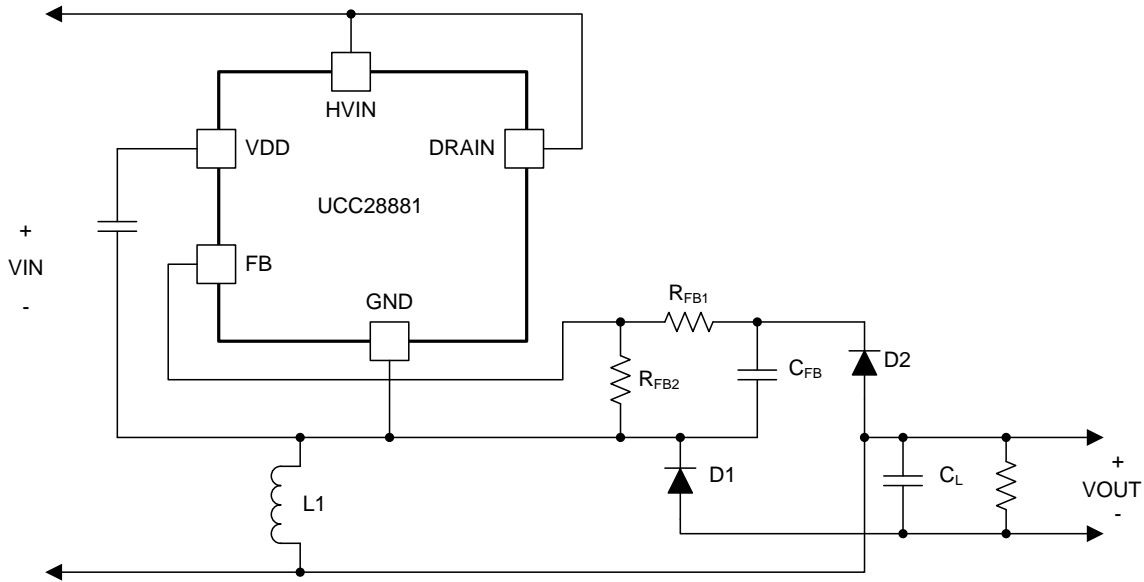 HVIN
VDD
DRAIN
UCC28881
+
VIN
-
FB
GND
RFB1
D2
RFB2
CFB
D1
CL
+
VOUT
-
L1